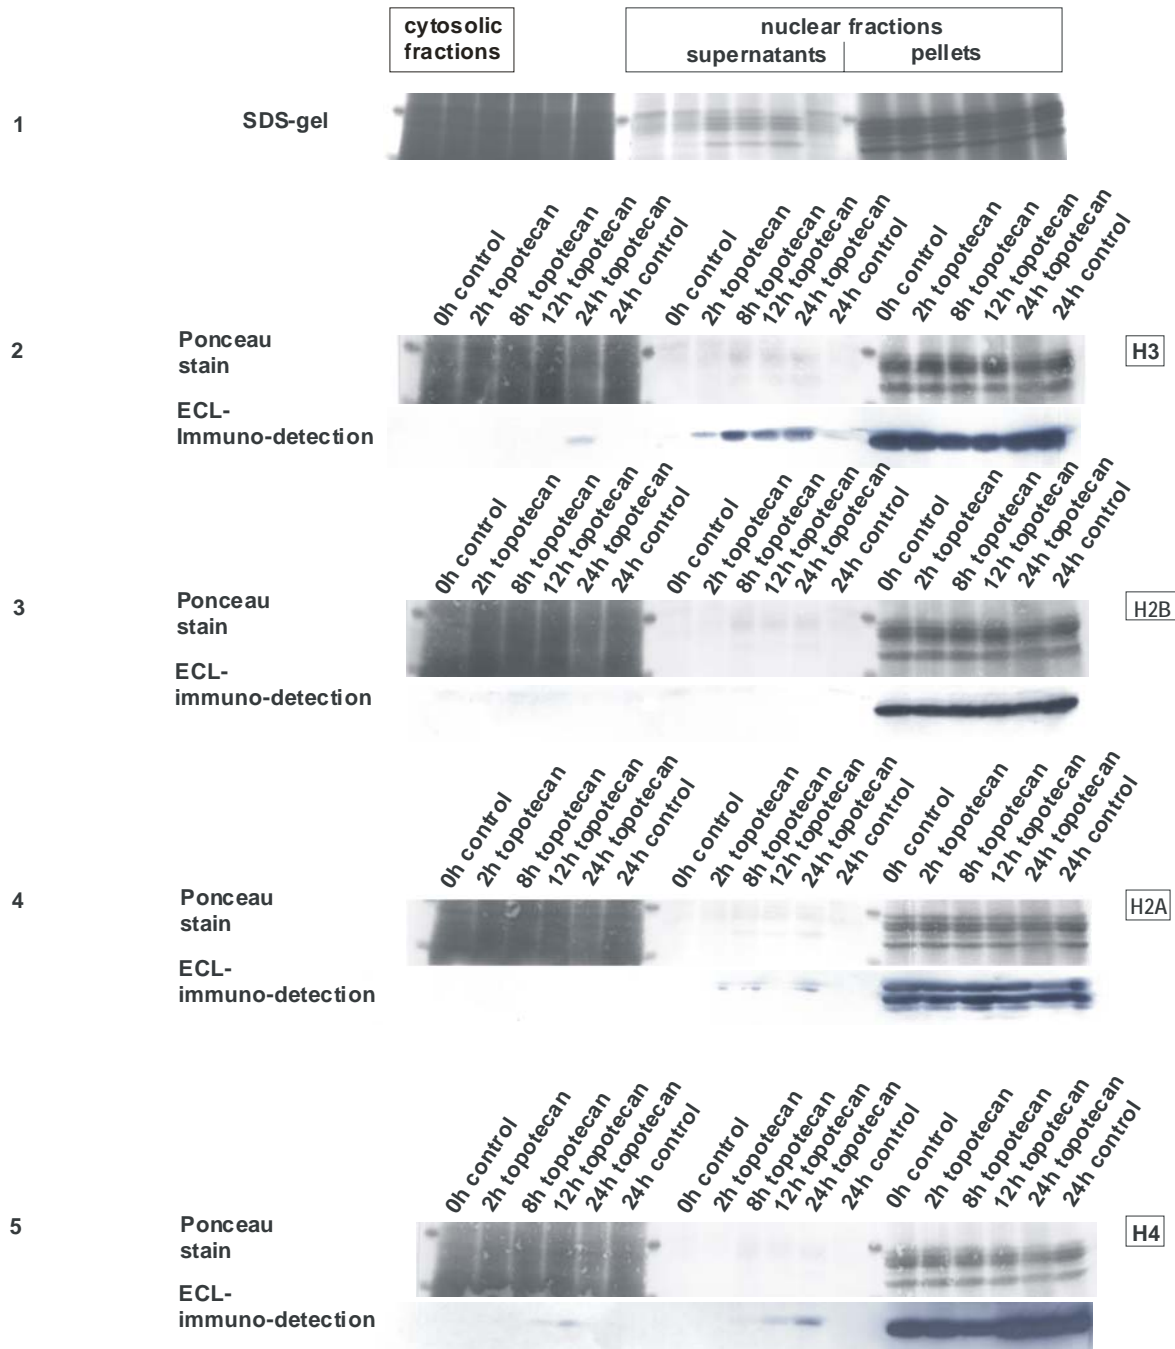 cytosolic
fractions
nuclear fractions
supernatants
pellets
1
SDS-gel
0h control
2h topotecan
8h topotecan
12h topotecan
24h topotecan
24h control
0h control
2h topotecan
8h topotecan
12h topotecan
24h topotecan
24h control
0h control
2h topotecan
8h topotecan
12h topotecan
24h topotecan
24h control
2
Ponceau
stain
H3
ECL-
Immuno-detection
0h control
2h topotecan
8h topotecan
12h topotecan
24h topotecan
24h control
0h control
2h topotecan
8h topotecan
12h topotecan
24h topotecan
24h control
0h control
2h topotecan
8h topotecan
12h topotecan
24h topotecan
24h control
3
Ponceau
stain
H2B
ECL-
immuno-detection
0h control
2h topotecan
8h topotecan
12h topotecan
24h topotecan
24h control
0h control
2h topotecan
8h topotecan
12h topotecan
24h topotecan
24h control
0h control
2h topotecan
8h topotecan
12h topotecan
24h topotecan
24h control
4
Ponceau
stain
H2A
ECL-
immuno-detection
0h control
2h topotecan
8h topotecan
12h topotecan
24h topotecan
24h control
0h control
2h topotecan
8h topotecan
12h topotecan
24h topotecan
24h control
0h control
2h topotecan
8h topotecan
12h topotecan
24h topotecan
24h control
5
Ponceau
stain
H4
ECL-
immuno-detection